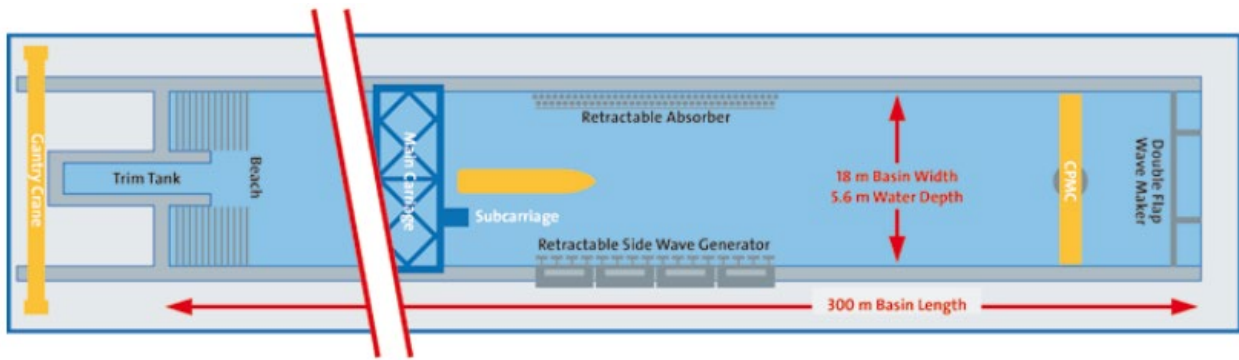 Gantry Crane
Trim Tank
Beach
Main Carriage
Subcarriage
Retractable Absorber
Retractable Side Wave Generator
18 m Basin Width
5.6 m Water Depth
CPMC
Double Flap
Wave Maker
300 m Basin Length